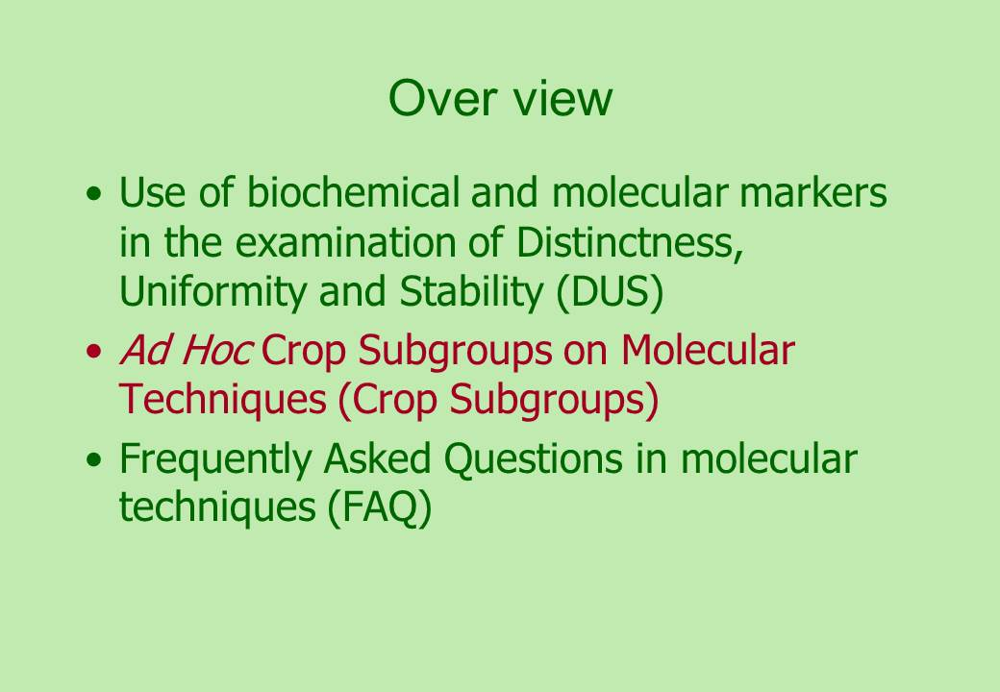 Over view
• Use of biochemical and molecular markers
in the examination of Distinctness,
Uniformity and Stability (DUS)
• Ad Hoc Crop Subgroups on Molecular
Techniques (Crop Subgroups)
• Frequently Asked Questions in molecular
techniques (FAQ)